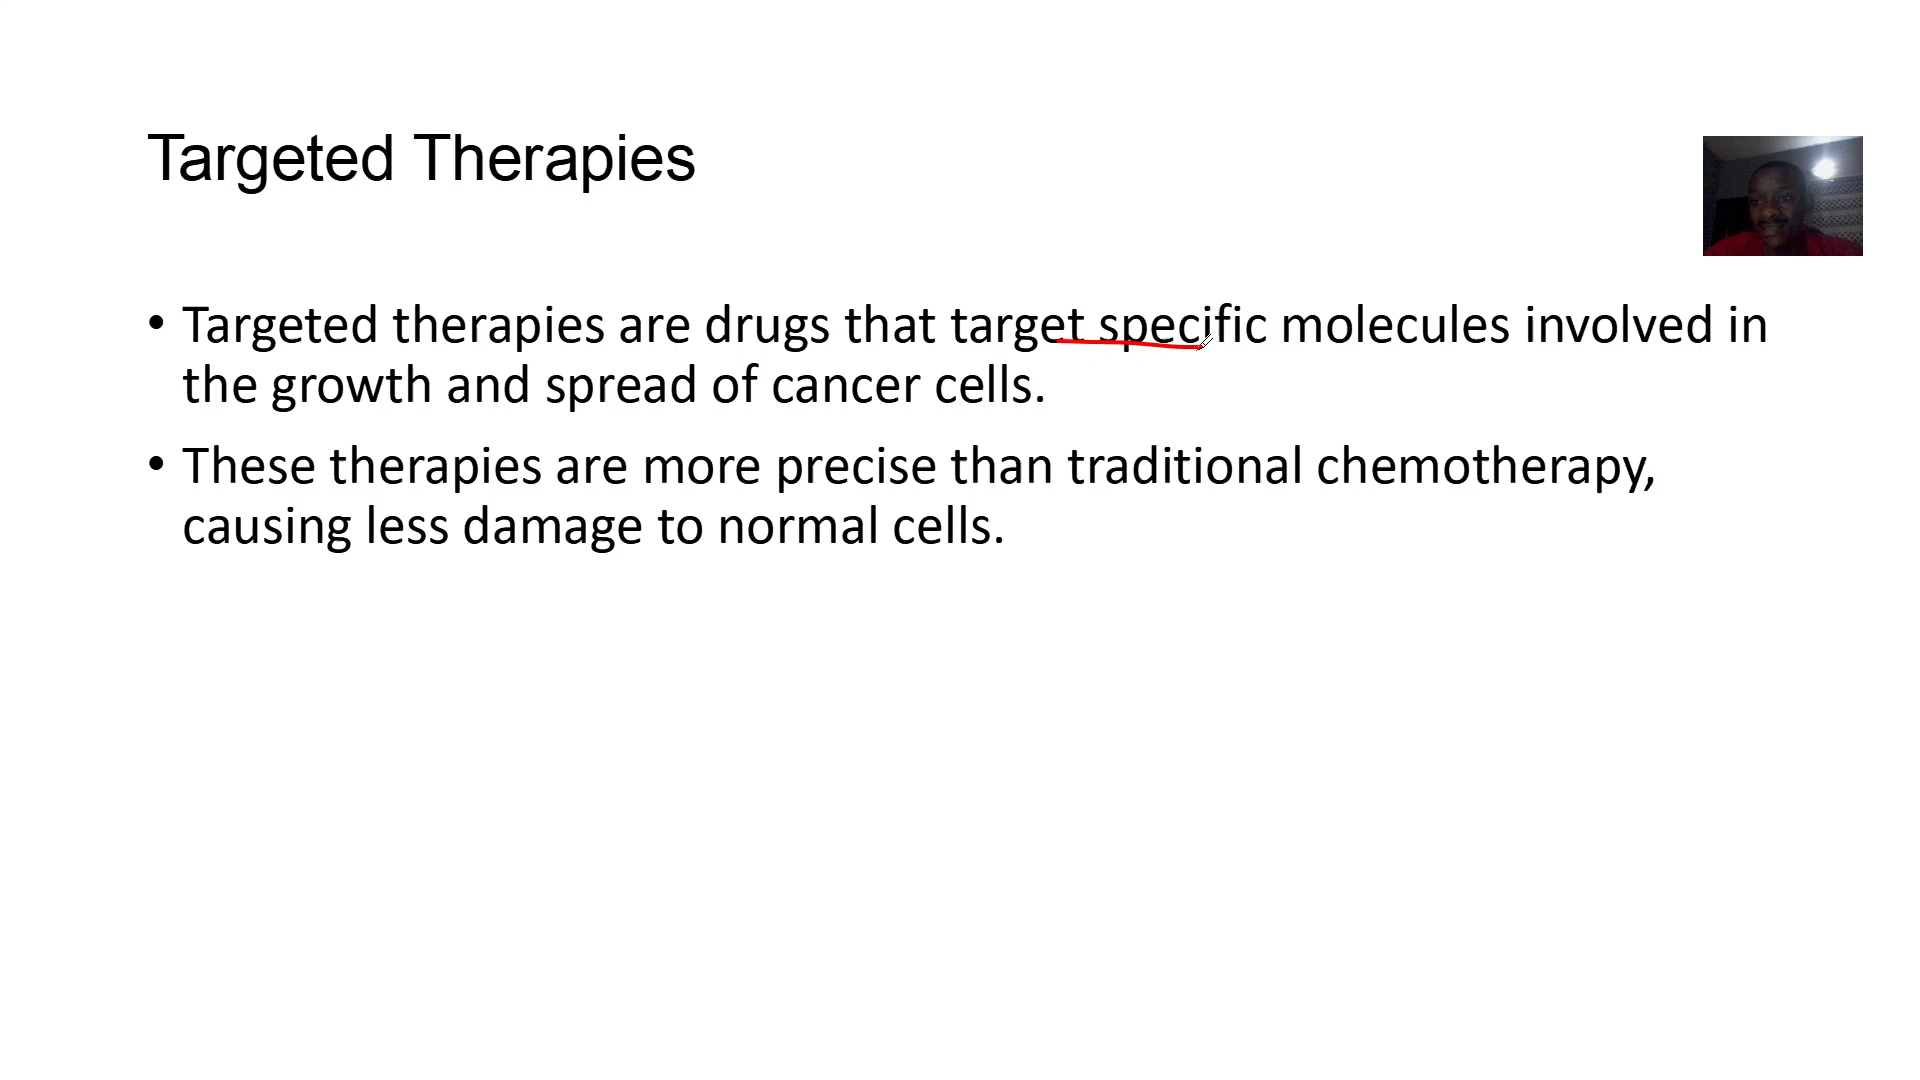 Targeted Therapies
• Targeted therapies are drugs that target specific molecules involved in
the growth and spread of cancer cells.
• These therapies are more precise than traditional chemotherapy,
causing less damage to normal cells.